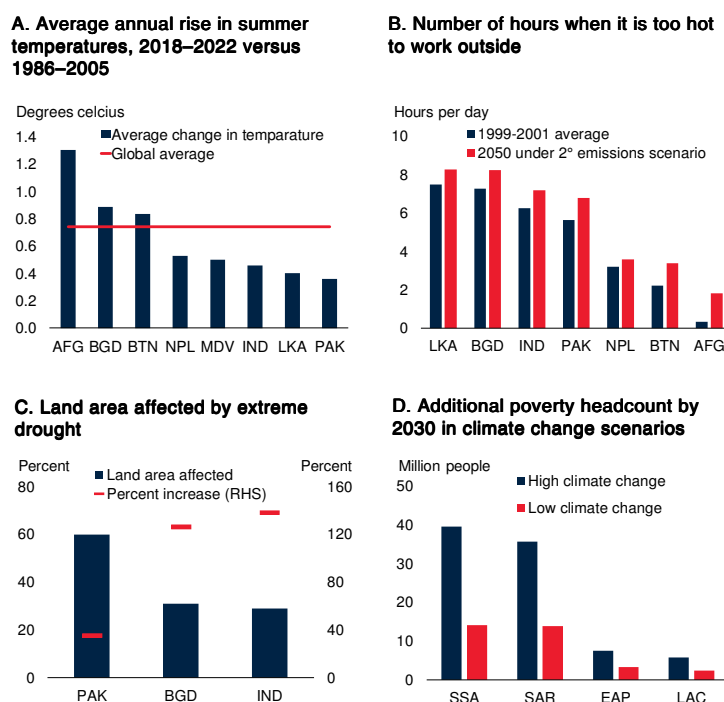 A. Average annual rise in summer
temperatures, 2018–2022 versus
1986–2005
Degrees celcius
1.4
1.2
1.0
0.8
0.6
0.4
0.2
0.0
Average change in temparature
Global average
AFG BGD BTN NPL MDV IND LKA PAK
B. Number of hours when it is too hot
to work outside
Hours per day
10
8
6
4
2
0
1999-2001 average
2050 under 2° emissions scenario
LKA BGD IND PAK NPL BTN AFG
C. Land area affected by extreme
drought
Percent Percent
80 160
60 120
40 80
20 40
0 0
Land area affected
Percent increase (RHS)
PAK BGD IND
D. Additional poverty headcount by
2030 in climate change scenarios
Million people
50
40
30
20
10
0
High climate change
Low climate change
SSA SAR EAP LAC